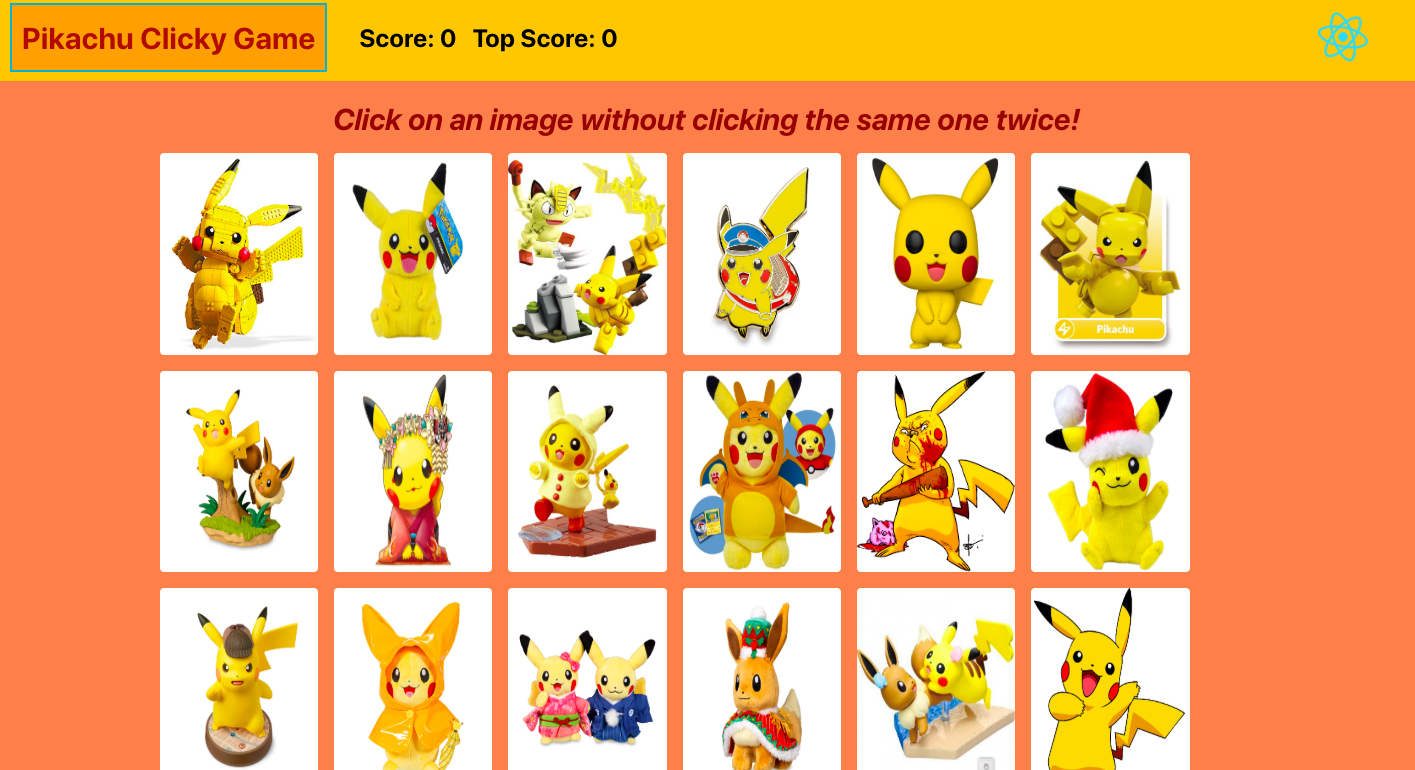 Pikachu Clicky Game
Score: 0 Top Score: 0
Click on an image without clicking the same one twice!
Pikachu